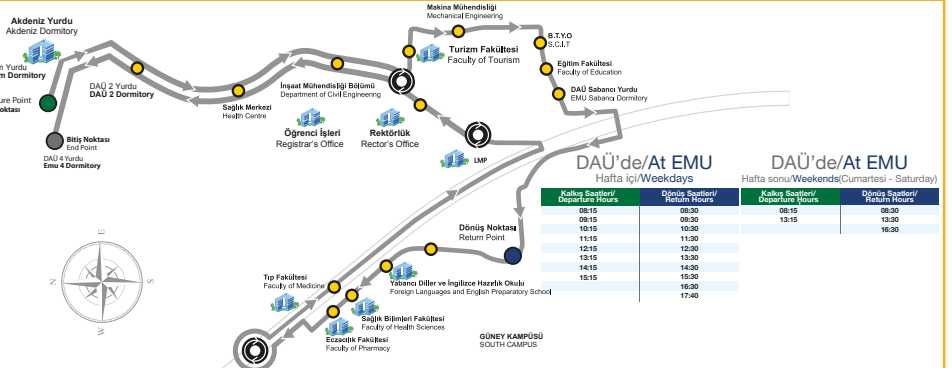 Akdeniz Yurdu
Akdeniz Dormitory
m Yurdu
m Dormitory
ure Point
oktası
Bitiş Noktası
End Point
DAÜ 4 Yurdu
Emu 4 Dormitory
DAÜ 2 Yurdu
DAÜ 2 Dormitory
Sağlık Merkezi
Health Centre
İnşaat Mühendisliği Bölümü
Department of Civil Engineering
Öğrenci İşleri
Registrar's Office
Rektörlük
Rector's Office
Makina Mühendisliği
Mechanical Engineering
Turizm Fakültesi
Faculty of Tourism
B.T.Y.O
S.C.I.T
Eğitim Fakültesi
Faculty of Education
DAÜ Sabancı Yurdu
EMU Sabancı Dormitory
LMP
Dönüş Noktası
Return Point
Yabancı Diller ve İngilizce Hazırlık Okulu
Foreign Languages and English Preparatory School
Tıp Fakültesi
Faculty of Medicine
Sağlık Bilimleri Fakültesi
Faculty of Health Sciences
Eczacılık Fakültesi
Faculty of Pharmacy
GÜNEY KAMPÜSÜ
SOUTH CAMPUS
E
N
S
W
DAÜ'de/At EMU
Hafta içi/Weekdays
Kalkış Saatleri/ Dönüş Saatleri/
Departure Hours Return Hours
08:15 08:30
09:15 09:30
10:15 10:30
11:15 11:30
12:15 12:30
13:15 13:30
14:15 14:30
15:15 15:30
16:30
17:40
DAÜ'de/At EMU
Hafta sonu/Weekends(Cumartesi - Saturday)
Kalkış Saatleri/ Dönüş Saatleri/
Departure Hours Return Hours
08:15 08:30
13:15 13:30
16:30